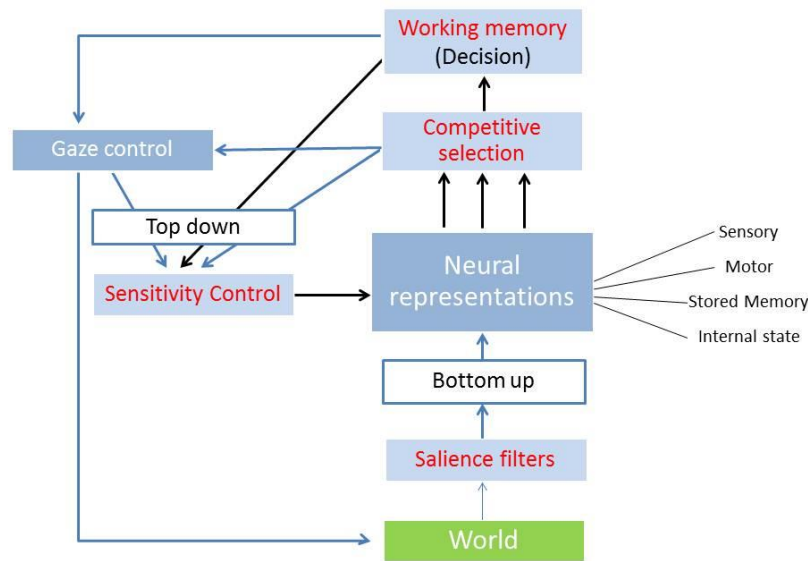 Working memory
(Decision)
Gaze control
Competitive
selection
Top down
Sensitivity Control
Neural
representations
Sensory
Motor
Stored Memory
Internal state
Bottom up
Salience filters
World